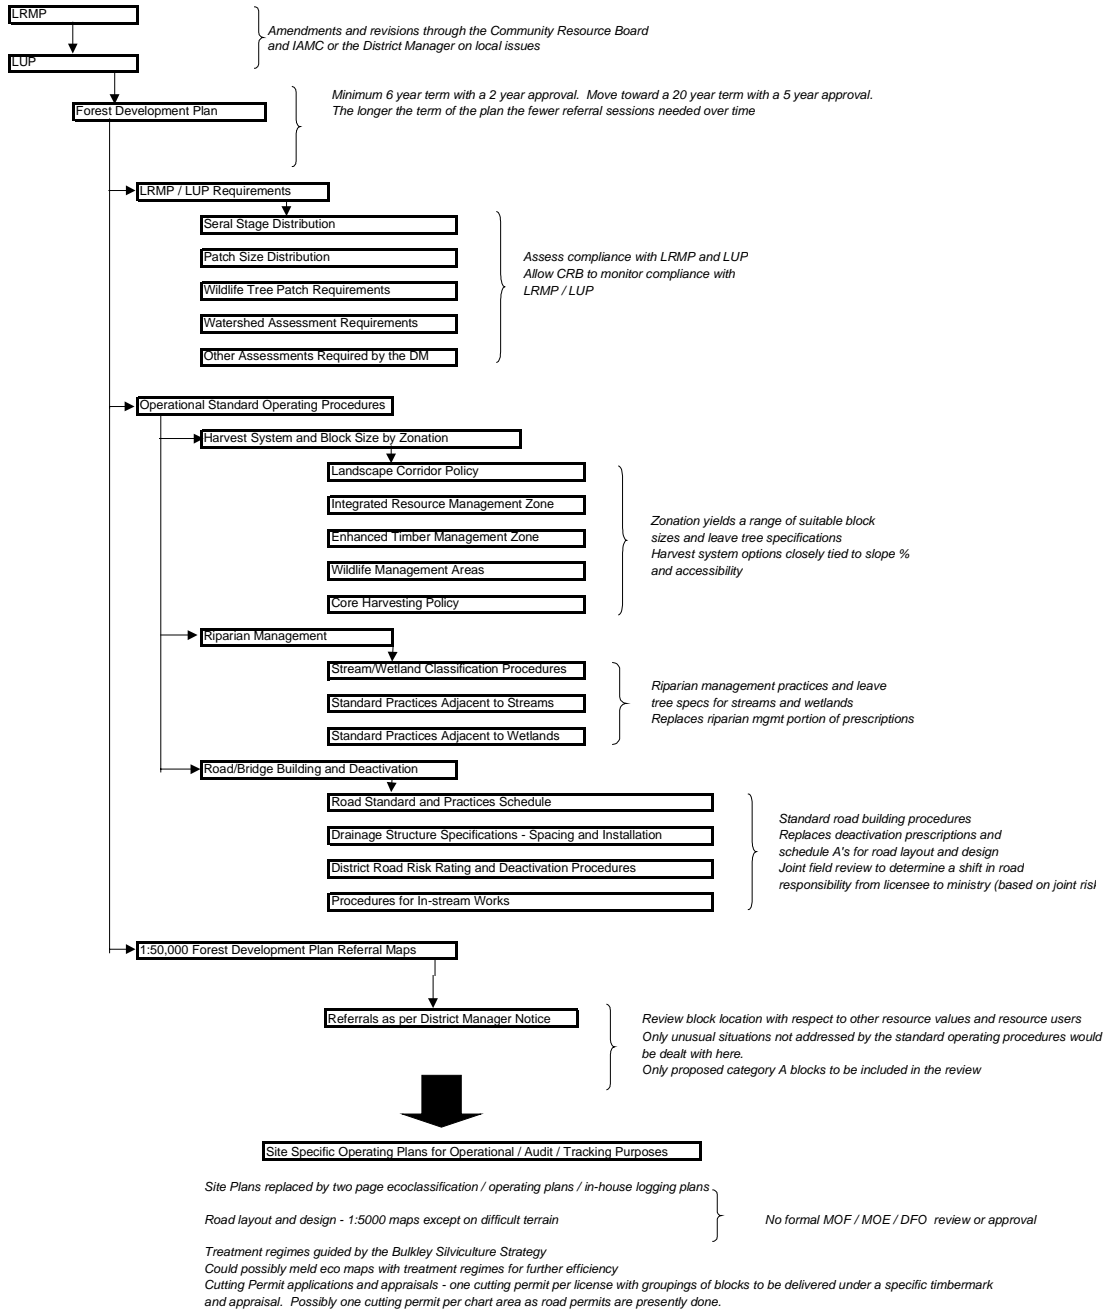 LRMP
Amendments and revisions through the Community Resource Board
and IAMC or the District Manager on local issues
LUP
Minimum 6 year term with a 2 year approval.  Move toward a 20 year term with a 5 year approval.
The longer the term of the plan the fewer referral sessions needed over time
Forest Development Plan
LRMP / LUP Requirements
Seral Stage Distribution
Patch Size Distribution
Wildlife Tree Patch Requirements
Watershed Assessment Requirements
Other Assessments Required by the DM
Assess compliance with LRMP and LUP
Allow CRB to monitor compliance with
LRMP / LUP
Operational Standard Operating Procedures
Harvest System and Block Size by Zonation
Landscape Corridor Policy
Integrated Resource Management Zone
Enhanced Timber Management Zone
Wildlife Management Areas
Core Harvesting Policy
Zonation yields a range of suitable block
sizes and leave tree specifications
Harvest system options closely tied to slope %
and accessibility
Riparian Management
Stream/Wetland Classification Procedures
Standard Practices Adjacent to Streams
Standard Practices Adjacent to Wetlands
Riparian management practices and leave
tree specs for streams and wetlands
Replaces riparian mgmt portion of prescriptions
Road/Bridge Building and Deactivation
Road Standard and Practices Schedule
Drainage Structure Specifications - Spacing and Installation
District Road Risk Rating and Deactivation Procedures
Procedures for In-stream Works
Standard road building procedures
Replaces deactivation prescriptions and
schedule A's for road layout and design
Joint field review to determine a shift in road
responsibility from licensee to ministry (based on joint
1:50,000 Forest Development Plan Referral Maps
Referrals as per District Manager Notice
Review block location with respect to other resource values and resource users
Only unusual situations not addressed by the standard operating procedures would
be dealt with here.
Only proposed category A blocks to be included in the review
Site Specific Operating Plans for Operational / Audit / Tracking Purposes
Site Plans replaced by two page ecoclassification / operating plans / in-house logging plans
Road layout and design - 1:5000 maps except on difficult terrain
No formal MOF / MOE / DFO  review or approval
Treatment regimes guided by the Bulkley Silviculture Strategy
Could possibly meld eco maps with treatment regimes for further efficiency
Cutting Permit applications and appraisals - one cutting permit per license with groupings of blocks to be delivered under a specific timbermark
and appraisal.  Possibly one cutting permit per chart area as road permits are presently done.